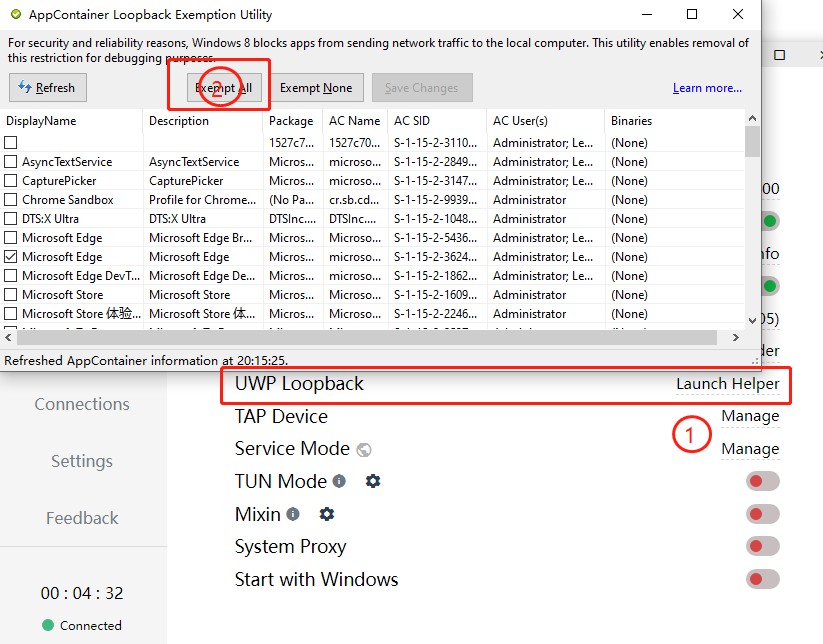 AppContainer Loopback Exemption Utility
For security and reliability reasons, Windows 8 blocks apps from sending network traffic to the local computer. This utility enables removal of
this restriction for debugging purposes.
Refresh Exempt All Exempt None Save Changes Learn more...
2
DisplayName Description Package AC Name AC SID AC User(s) Binaries
1527c7... 1527c70... S-1-15-2-3110... Administrator; Le... (None)
AsyncTextService AsyncTextService Micros... microso... S-1-15-2-2849... Administrator; Le... (None)
CapturePicker CapturePicker Micros... microso... S-1-15-2-3147... Administrator; Le... (None)
Chrome Sandbox Profile for Chrome... (No Pa... cr.sb.cd... S-1-15-2-9939... Administrator (None)
DTS:X Ultra DTS:X Ultra DTSInc.... DTSInc.... S-1-15-2-1048... Administrator (None)
Microsoft Edge Microsoft Edge Br... Micros... microso... S-1-15-2-5436... Administrator; Le... (None)
Microsoft Edge Microsoft Edge Micros... microso... S-1-15-2-3624... Administrator; Le... (None)
Microsoft Edge DevT... Microsoft Edge De... Micros... microso... S-1-15-2-1862... Administrator; Le... (None)
Microsoft Store Microsoft Store Micros... microso... S-1-15-2-1609... Administrator (None)
Microsoft Store 体验... Microsoft Store 体... Micros... microso... S-1-15-2-2246... Administrator (None)
Refreshed AppContainer information at 20:15:25.
00
nfo
05)
der
UWP Loopback Launch Helper
TAP Device Manage
1
Service Mode Manage
TUN Mode
Mixin
System Proxy
Start with Windows
Connections
Settings
Feedback
00 : 04 : 32
Connected